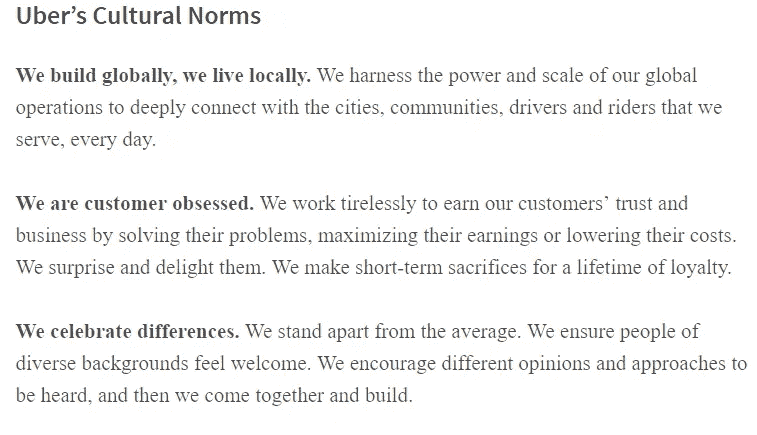 Uber’s Cultural Norms
We build globally, we live locally. We harness the power and scale of our global
operations to deeply connect with the cities, communities, drivers and riders that we
serve, every day.
We are customer obsessed. We work tirelessly to earn our customers’ trust and
business by solving their problems, maximizing their earnings or lowering their costs.
We surprise and delight them. We make short-term sacrifices for a lifetime of loyalty.
We celebrate differences. We stand apart from the average. We ensure people of
diverse backgrounds feel welcome. We encourage different opinions and approaches to
be heard, and then we come together and build.